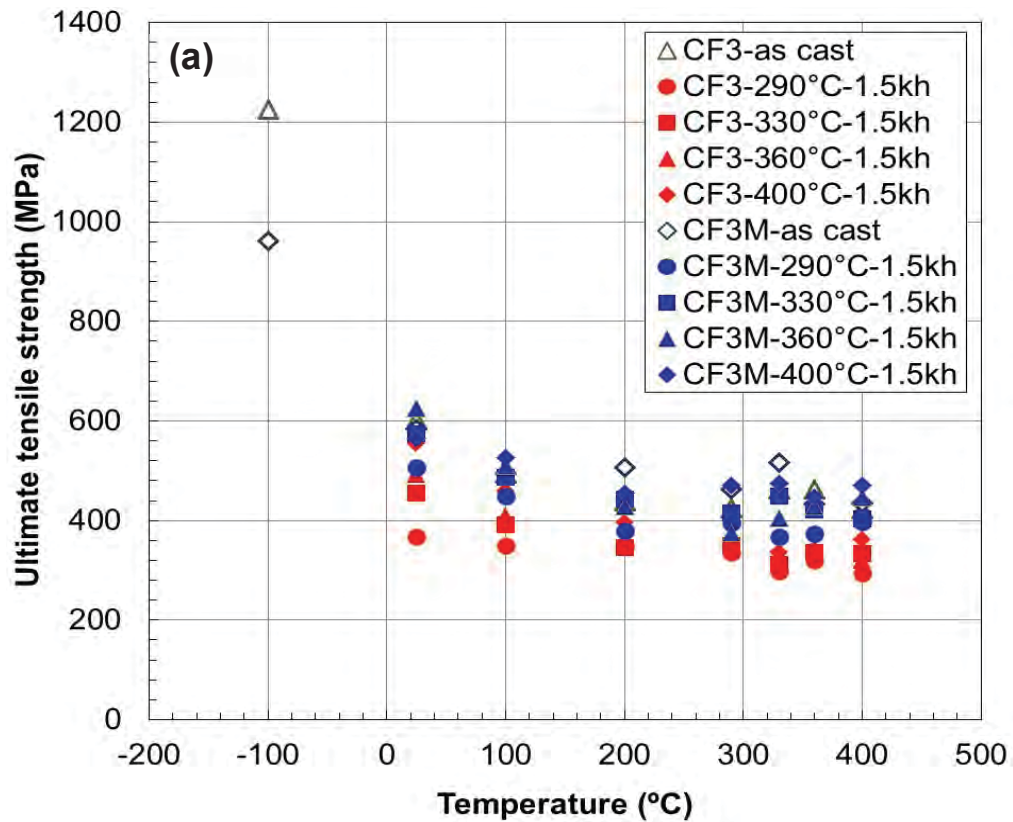 (a)
CF3-as cast
CF3-290°C-1.5kh
CF3-330°C-1.5kh
CF3-360°C-1.5kh
CF3-400°C-1.5kh
CF3M-as cast
CF3M-290°C-1.5kh
CF3M-330°C-1.5kh
CF3M-360°C-1.5kh
CF3M-400°C-1.5kh
Ultimate tensile strength (MPa)
1400
1200
1000
800
600
400
200
0
-200 -100 0 100 200 300 400 500
Temperature (ºC)